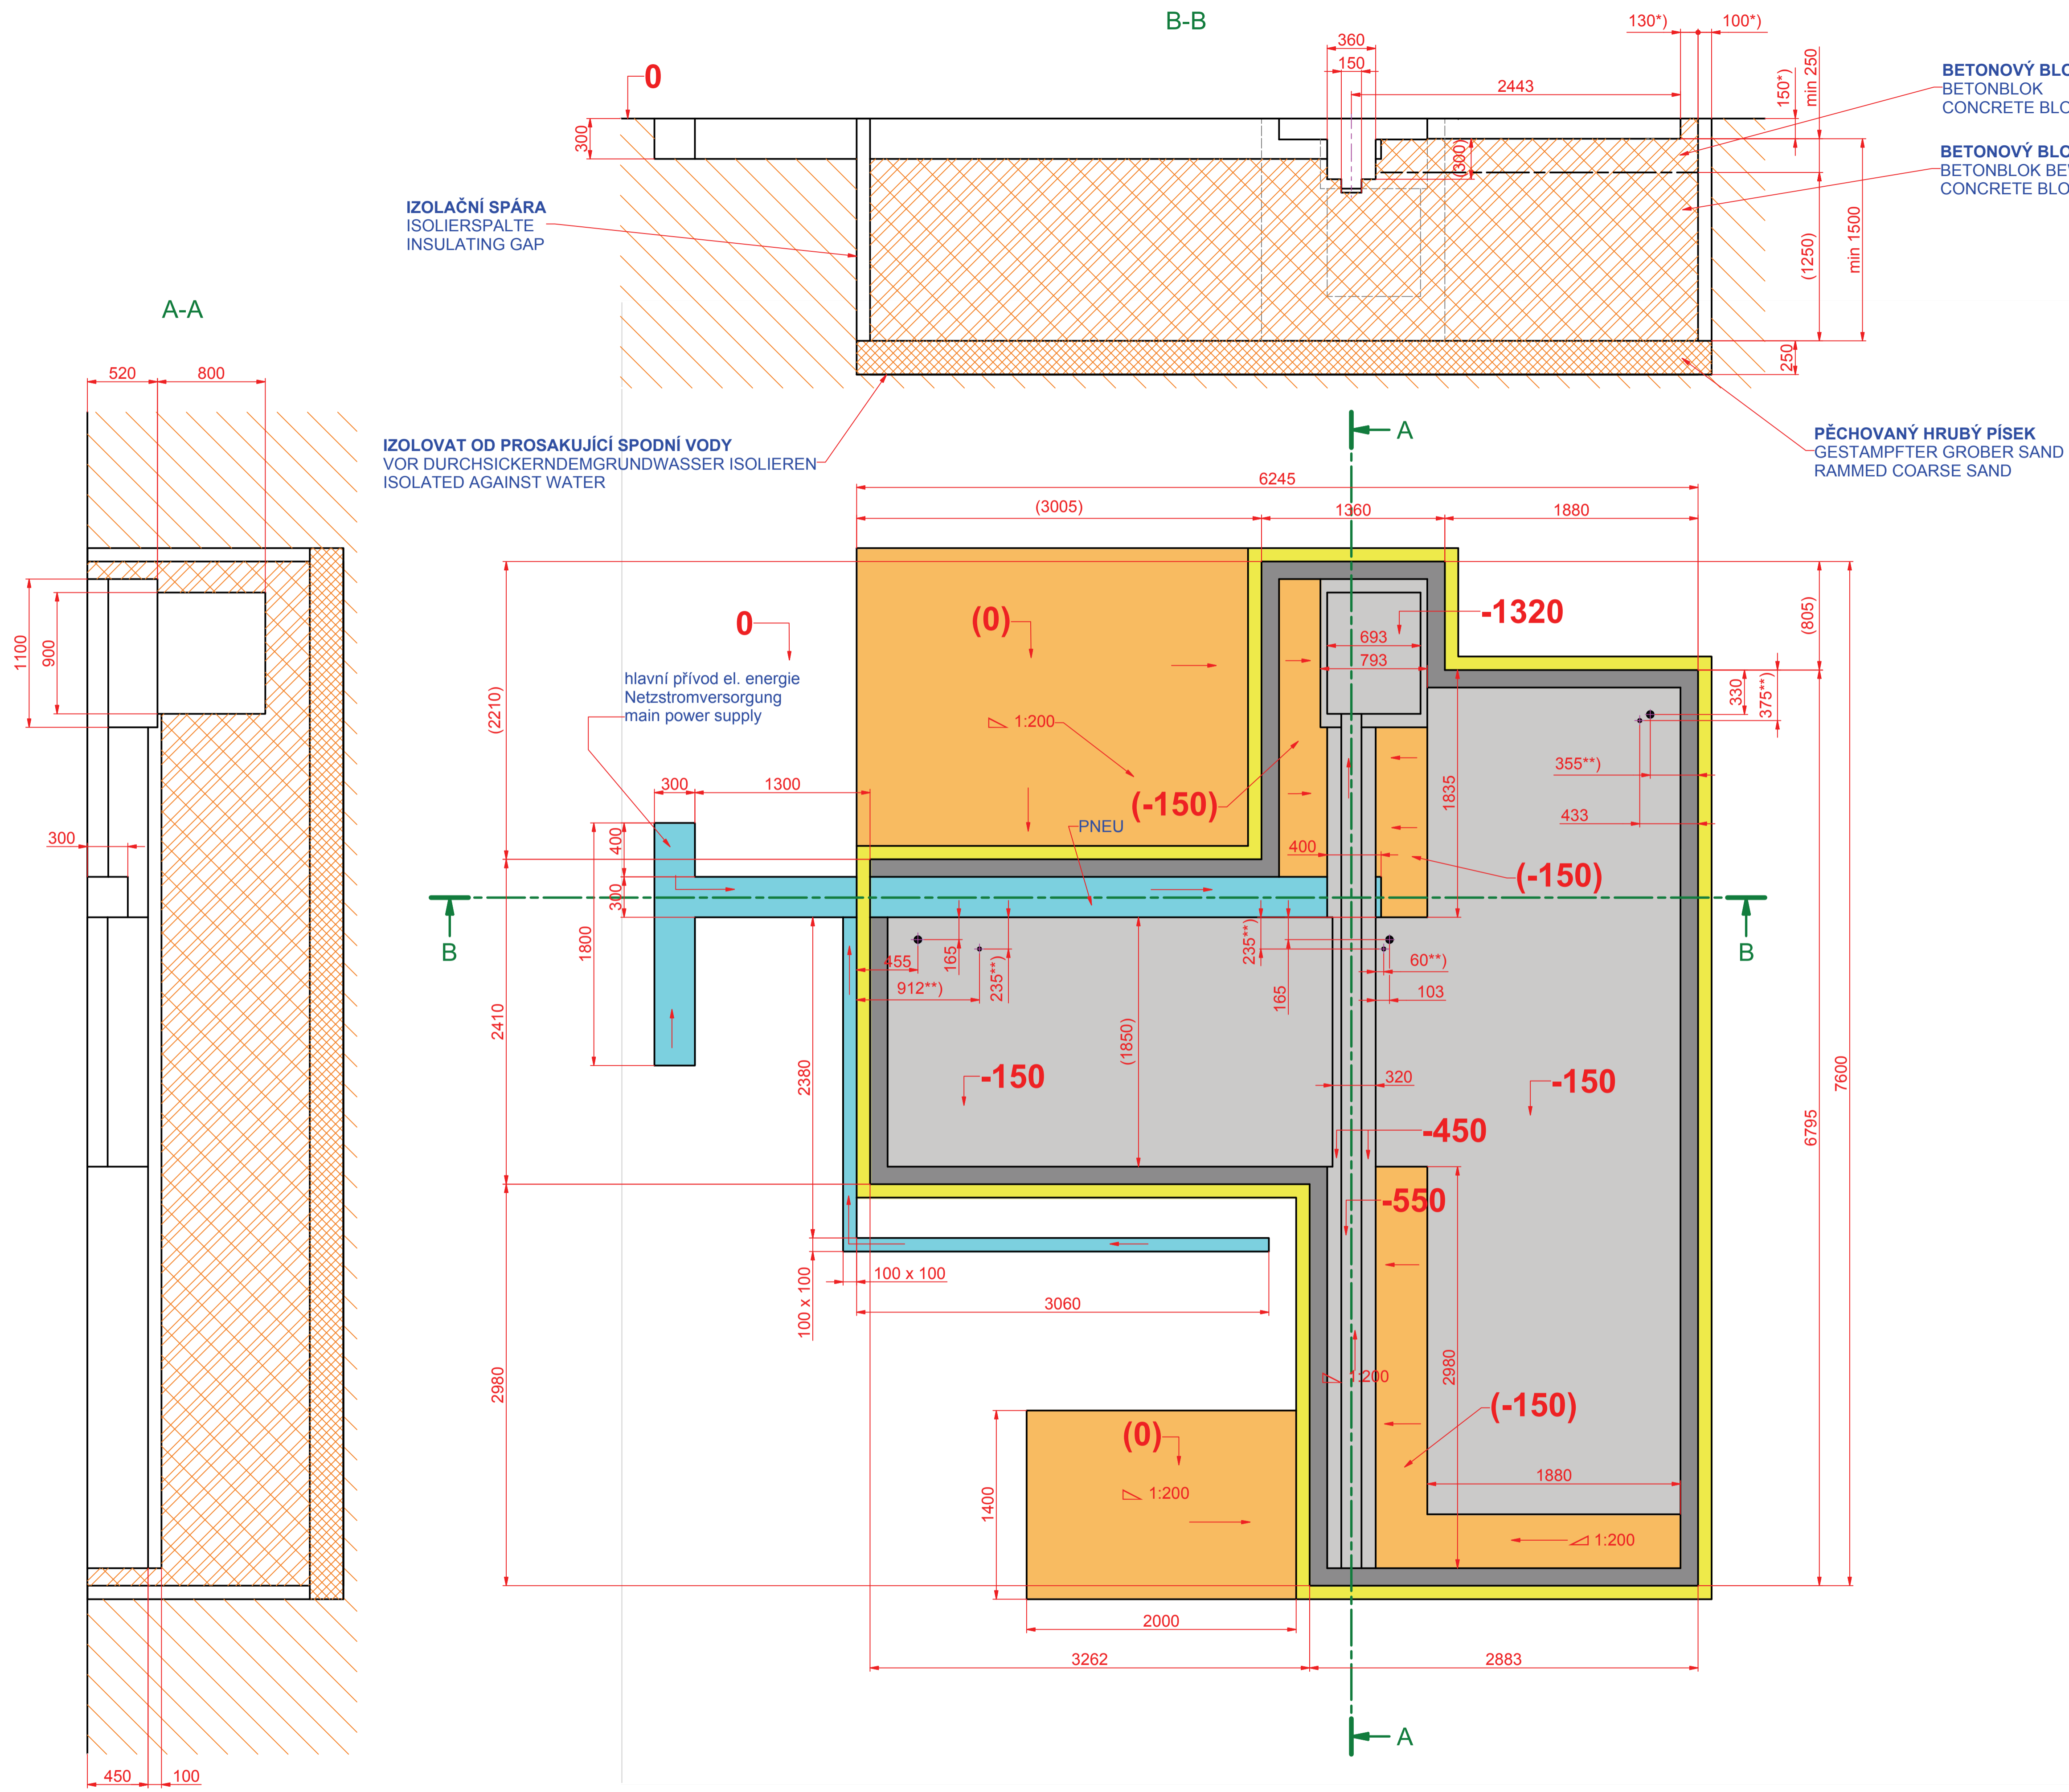 B-B
130*)
100*)
360
150
2443
150*)
min 250
0
300
(300)
BETONOVÝ BLO
BETONBLOK
CONCRETE BLO
BETONOVÝ BLO
BETONBLOK BE
CONCRETE BLO
(1250)
min 1500
250
IZOLAČNÍ SPÁRA
ISOLIERSPALTE
INSULATING GAP
IZOLOVAT OD PROSAKUJÍCÍ SPODNÍ VODY
VOR DURCHSICKERNDEMGRUNDWASSER ISOLIEREN
ISOLATED AGAINST WATER
PĚCHOVANÝ HRUBÝ PÍSEK
GESTAMPFTER GROBER SAND
RAMMED COARSE SAND
A-A
520
800
1100
900
300
450
100
A
6245
(3005)
1360
1880
(2210)
2410
2980
0
hlavní přívod el. energie
Netzstromversorgung
main power supply
(0)
1:200
(-150)
-1320
693
793
1835
(805)
330
375**)
355**)
433
300
1300
400
300
1800
PNEU
400
(-150)
B
B
455
165
235**)
912**)
235**)
165
60**)
103
2380
(1850)
-150
320
-150
-450
-550
7600
6795
100 x 100
100 x 100
3060
2980
1:200
(-150)
(0)
1:200
1400
1880
1:200
2000
3262
2883
A